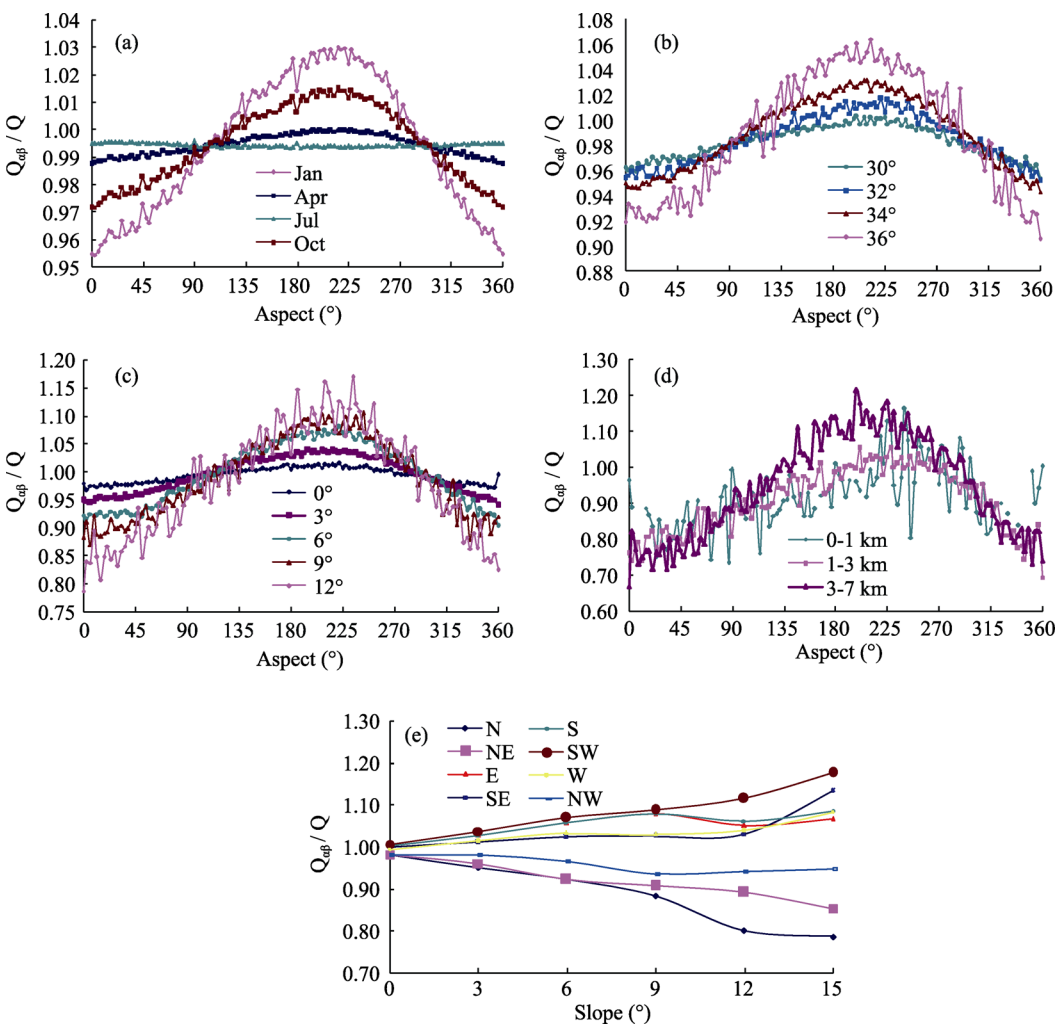 (a)
1.04
1.03
1.02
1.01
1.00
0.99
0.98
0.97
0.96
0.95
Qαβ / Q
Jan
Apr
Jul
Oct
0 45 90 135 180 225 270 315 360
Aspect (°)
(b)
1.08
1.06
1.04
1.02
1.00
0.98
0.96
0.94
0.92
0.90
0.88
Qαβ / Q
30°
32°
34°
36°
0 45 90 135 180 225 270 315 360
Aspect (°)
(c)
1.20
1.15
1.10
1.05
1.00
0.95
0.90
0.85
0.80
0.75
Qαβ / Q
0°
3°
6°
9°
12°
0 45 90 135 180 225 270 315 360
Aspect (°)
(d)
1.30
1.20
1.10
1.00
0.90
0.80
0.70
0.60
Qαβ / Q
0-1 km
1-3 km
3-7 km
0 45 90 135 180 225 270 315 360
Aspect (°)
(e)
1.30
1.20
1.10
1.00
0.90
0.80
0.70
Qαβ / Q
N S
NE SW
E W
SE NW
0 3 6 9 12 15
Slope (°)